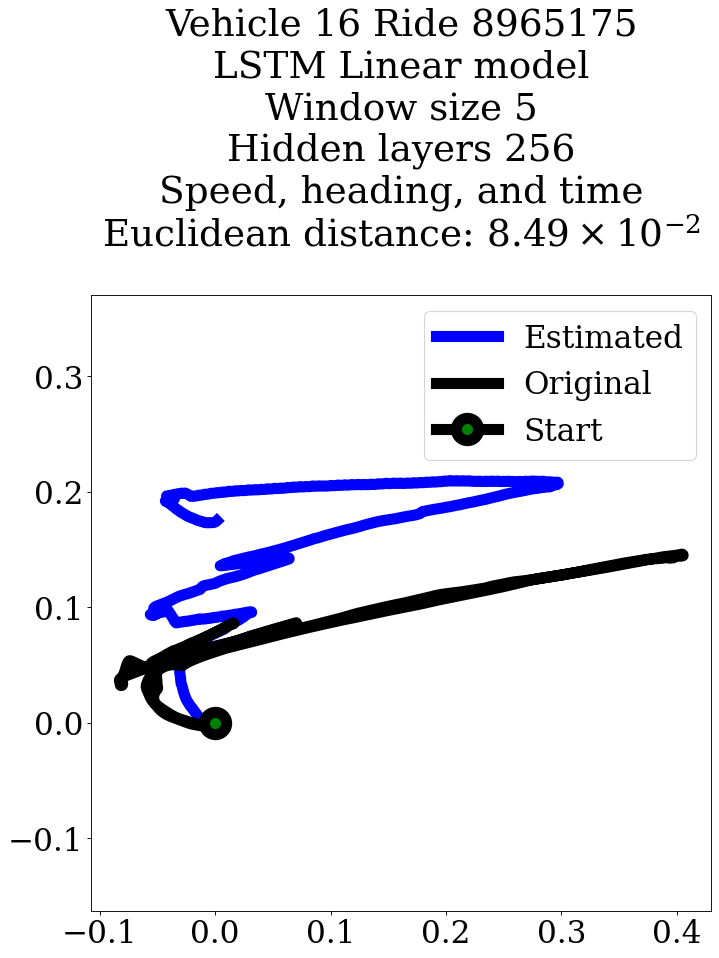 Vehicle 16 Ride 8965175
LSTM Linear model
Window size 5
Hidden layers 256
Speed, heading, and time
Euclidean distance: 8.49 × 10⁻²
Estimated
Original
Start
0.3
0.2
0.1
0.0
−0.1
−0.1 0.0 0.1 0.2 0.3 0.4